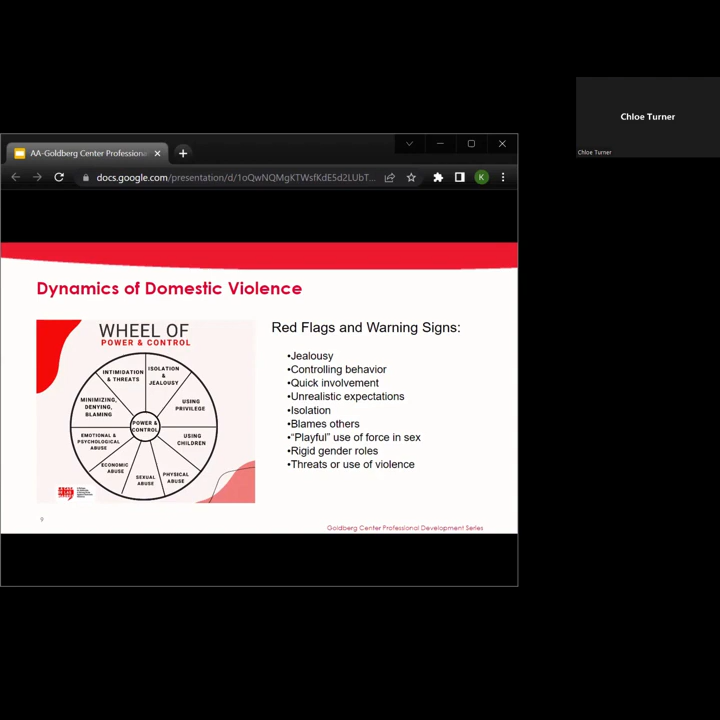 Chloe Turner
Chloe Turner
AA-Goldberg Center Professiona
docs.google.com/presentation/d/1oQwNQMgKTWsfKdE5d2LUbT...
K
Dynamics of Domestic Violence
WHEEL OF
POWER & CONTROL
INTIMIDATION
& THREATS
ISOLATION
&
JEALOUSY
MINIMIZING,
DENYING,
BLAMING
USING
PRIVILEGE
POWER &
CONTROL
EMOTIONAL &
PSYCHOLOGICAL
ABUSE
USING
CHILDREN
ECONOMIC
ABUSE
SEXUAL
ABUSE
PHYSICAL
ABUSE
Red Flags and Warning Signs:
•Jealousy
•Controlling behavior
•Quick involvement
•Unrealistic expectations
•Isolation
•Blames others
•“Playful” use of force in sex
•Rigid gender roles
•Threats or use of violence
9
Goldberg Center Professional Development Series